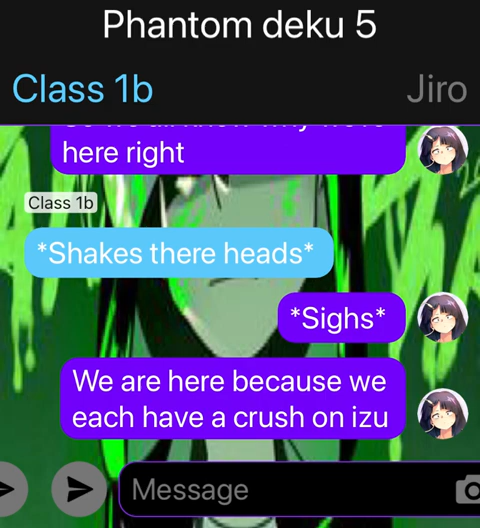 Phantom deku 5
Class 1b
Jiro
here right
Class 1b
*Shakes there heads*
*Sighs*
We are here because we
each have a crush on izu
Message